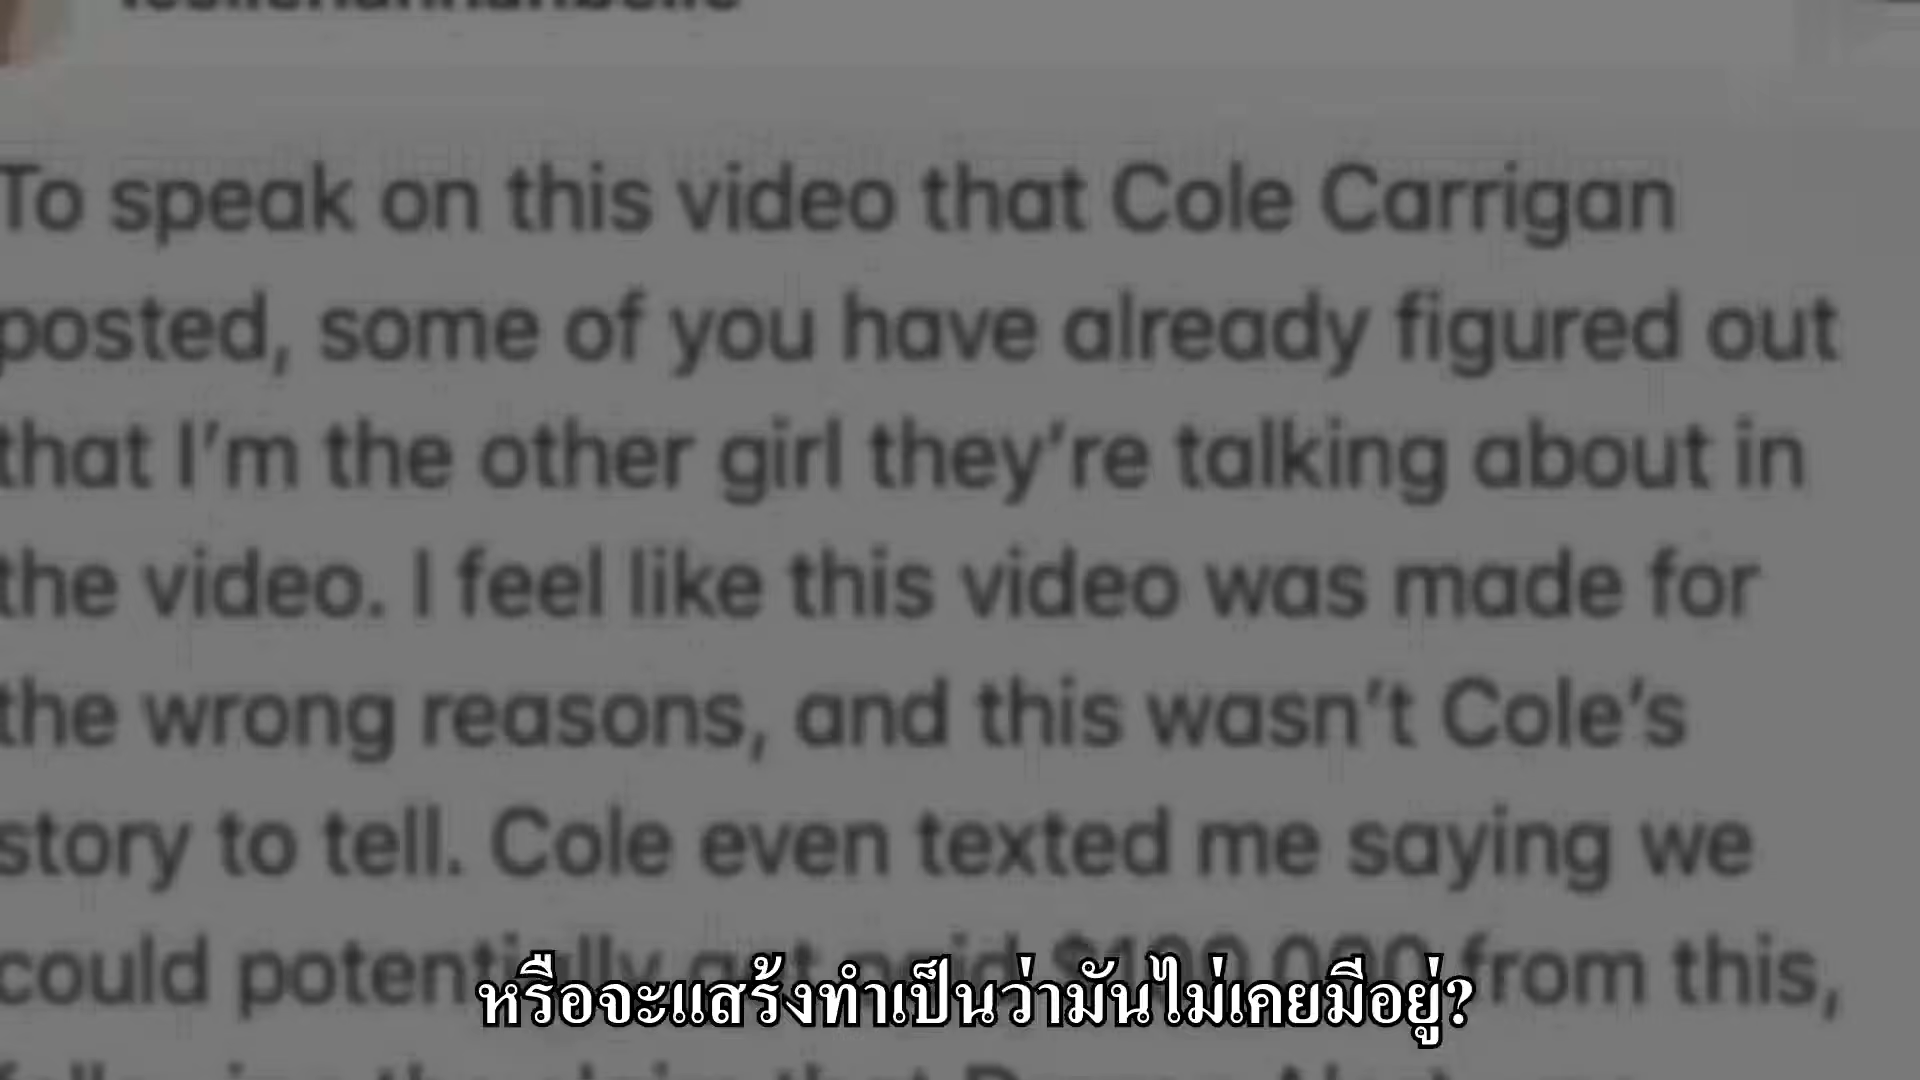 To speak on this video that Cole Carrigan
posted, some of you have already figured out
that I'm the other girl they're talking about in
the video. I feel like this video was made for
the wrong reasons, and this wasn't Cole's
story to tell. Cole even texted me saying we
could potentially get paid from this,
หรือจะแสร้งทำเป็นว่ามันไม่เคยมีอยู่?